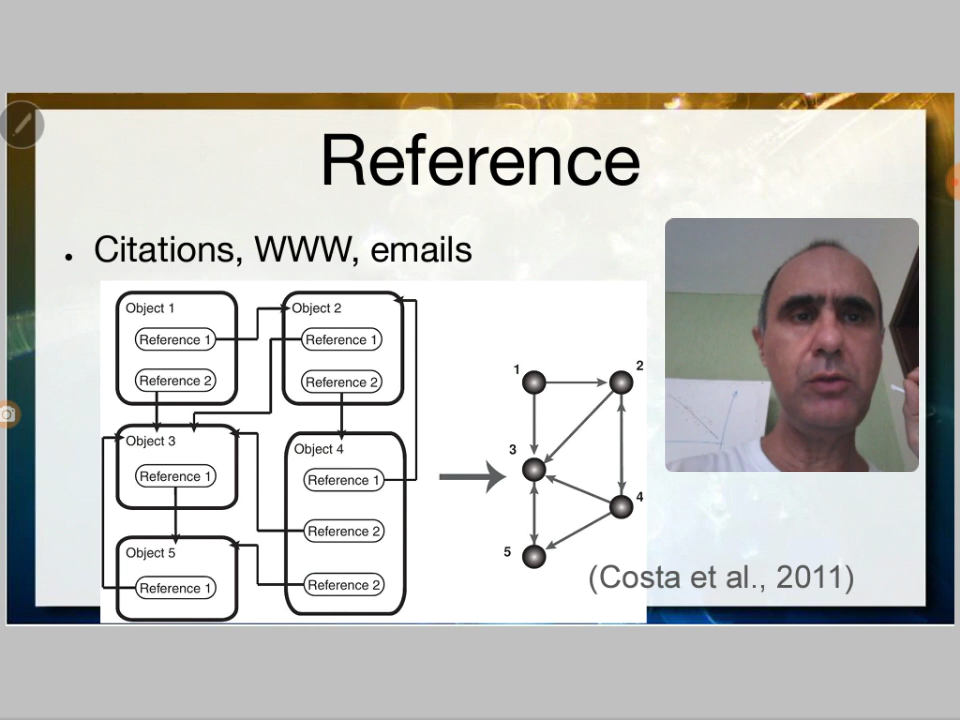 Reference
• Citations, WWW, emails
Object 1
Reference 1
Reference 2
Object 2
Reference 1
Reference 2
Object 3
Reference 1
Object 4
Reference 1
Reference 2
Reference 2
Object 5
Reference 1
1
2
3
4
5
(Costa et al., 2011)